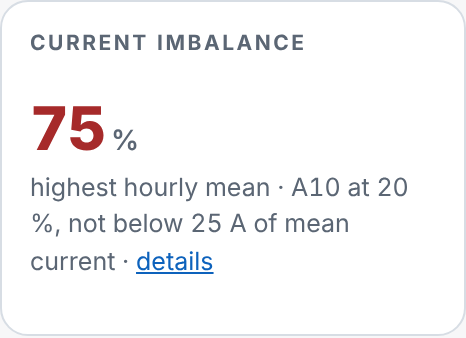 CURRENT IMBALANCE
75 %
highest hourly mean · A10 at 20
%, not below 25 A of mean
current · details